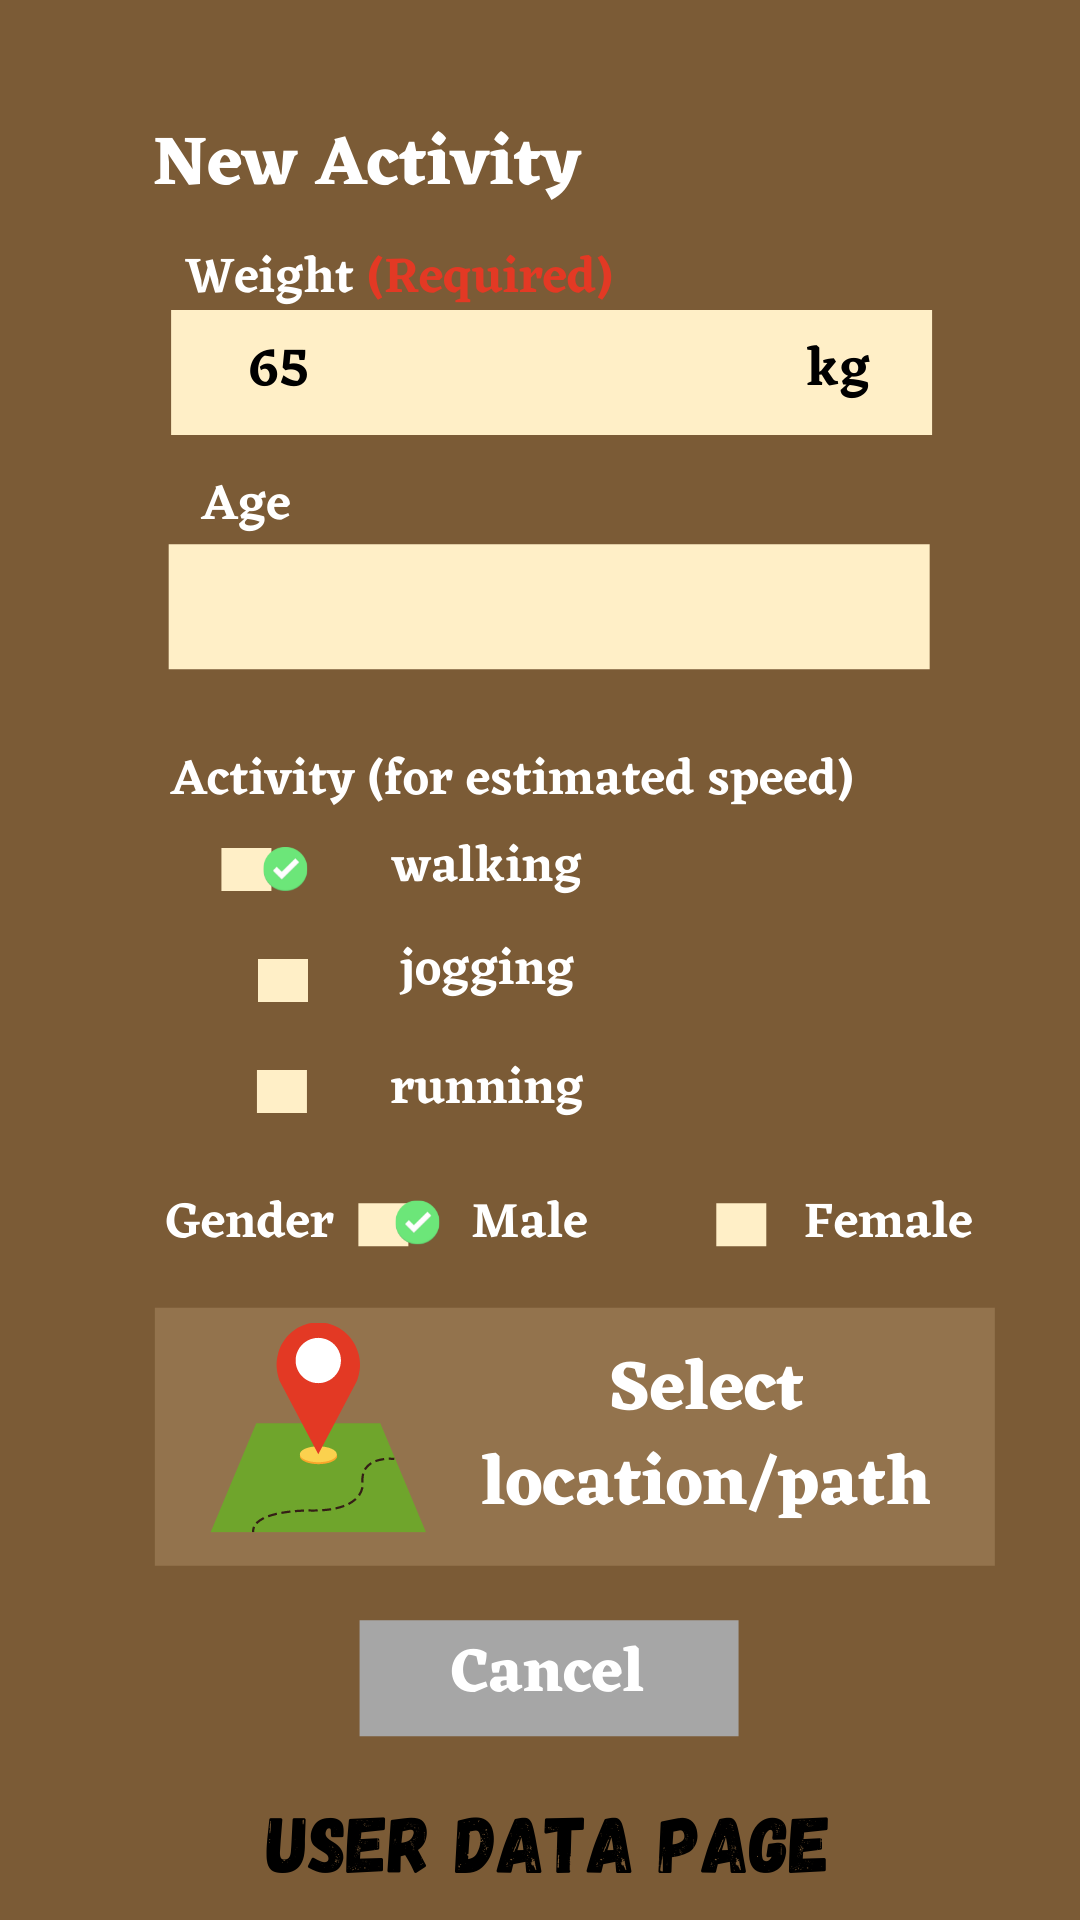 New Activity
Weight (Required)
65 kg
Age
Activity (for estimated speed)
walking
jogging
running
Gender Male Female
Select
location/path
Cancel
USER DATA PAGE